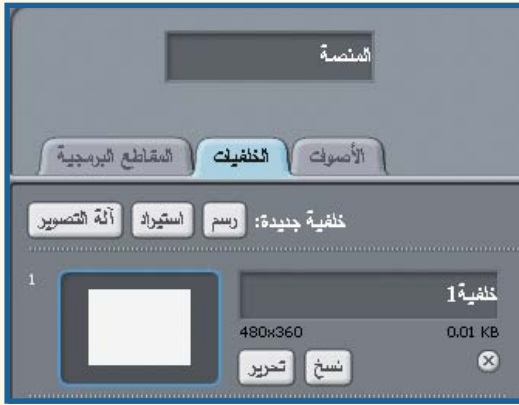 المنصة
المقاطع البرمجية الخلفيات الأصوات
خلفية جديدة: رسم استيراد آلة التصوير
1
خلفية1
480x360 0.01 KB
نسخ تحرير